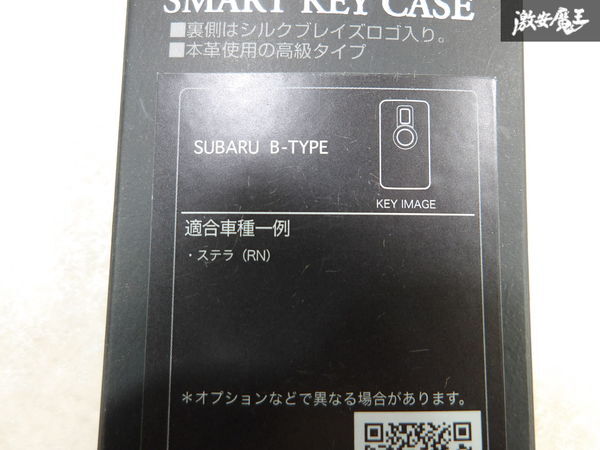 SMART KEY CASE
■裏側はシルクブレイズロゴ入り。
■本革使用の高級タイプ
SUBARU B-TYPE
KEY IMAGE
適合車種一例
・ステラ（RN）
＊オプションなどで異なる場合があります。
激安魔王